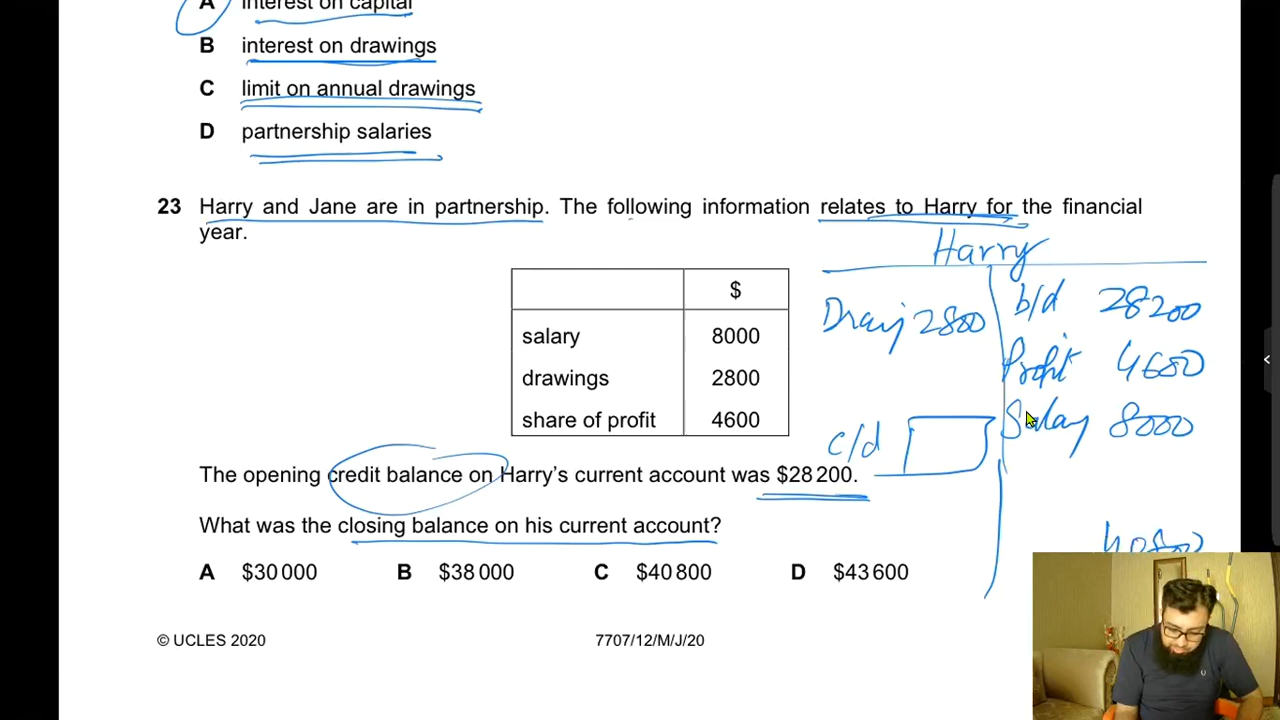 A interest on capital
B interest on drawings
C limit on annual drawings
D partnership salaries
23 Harry and Jane are in partnership. The following information relates to Harry for the financial
year.
Harry
$
salary 8000
drawings 2800
share of profit 4600
b/d 28200
2800
Profit 4600
Salary 8000
c/d
40800
The opening credit balance on Harry's current account was $28 200.
What was the closing balance on his current account?
A $30 000 B $38 000 C $40 800 D $43 600
© UCLES 2020 7707/12/M/J/20